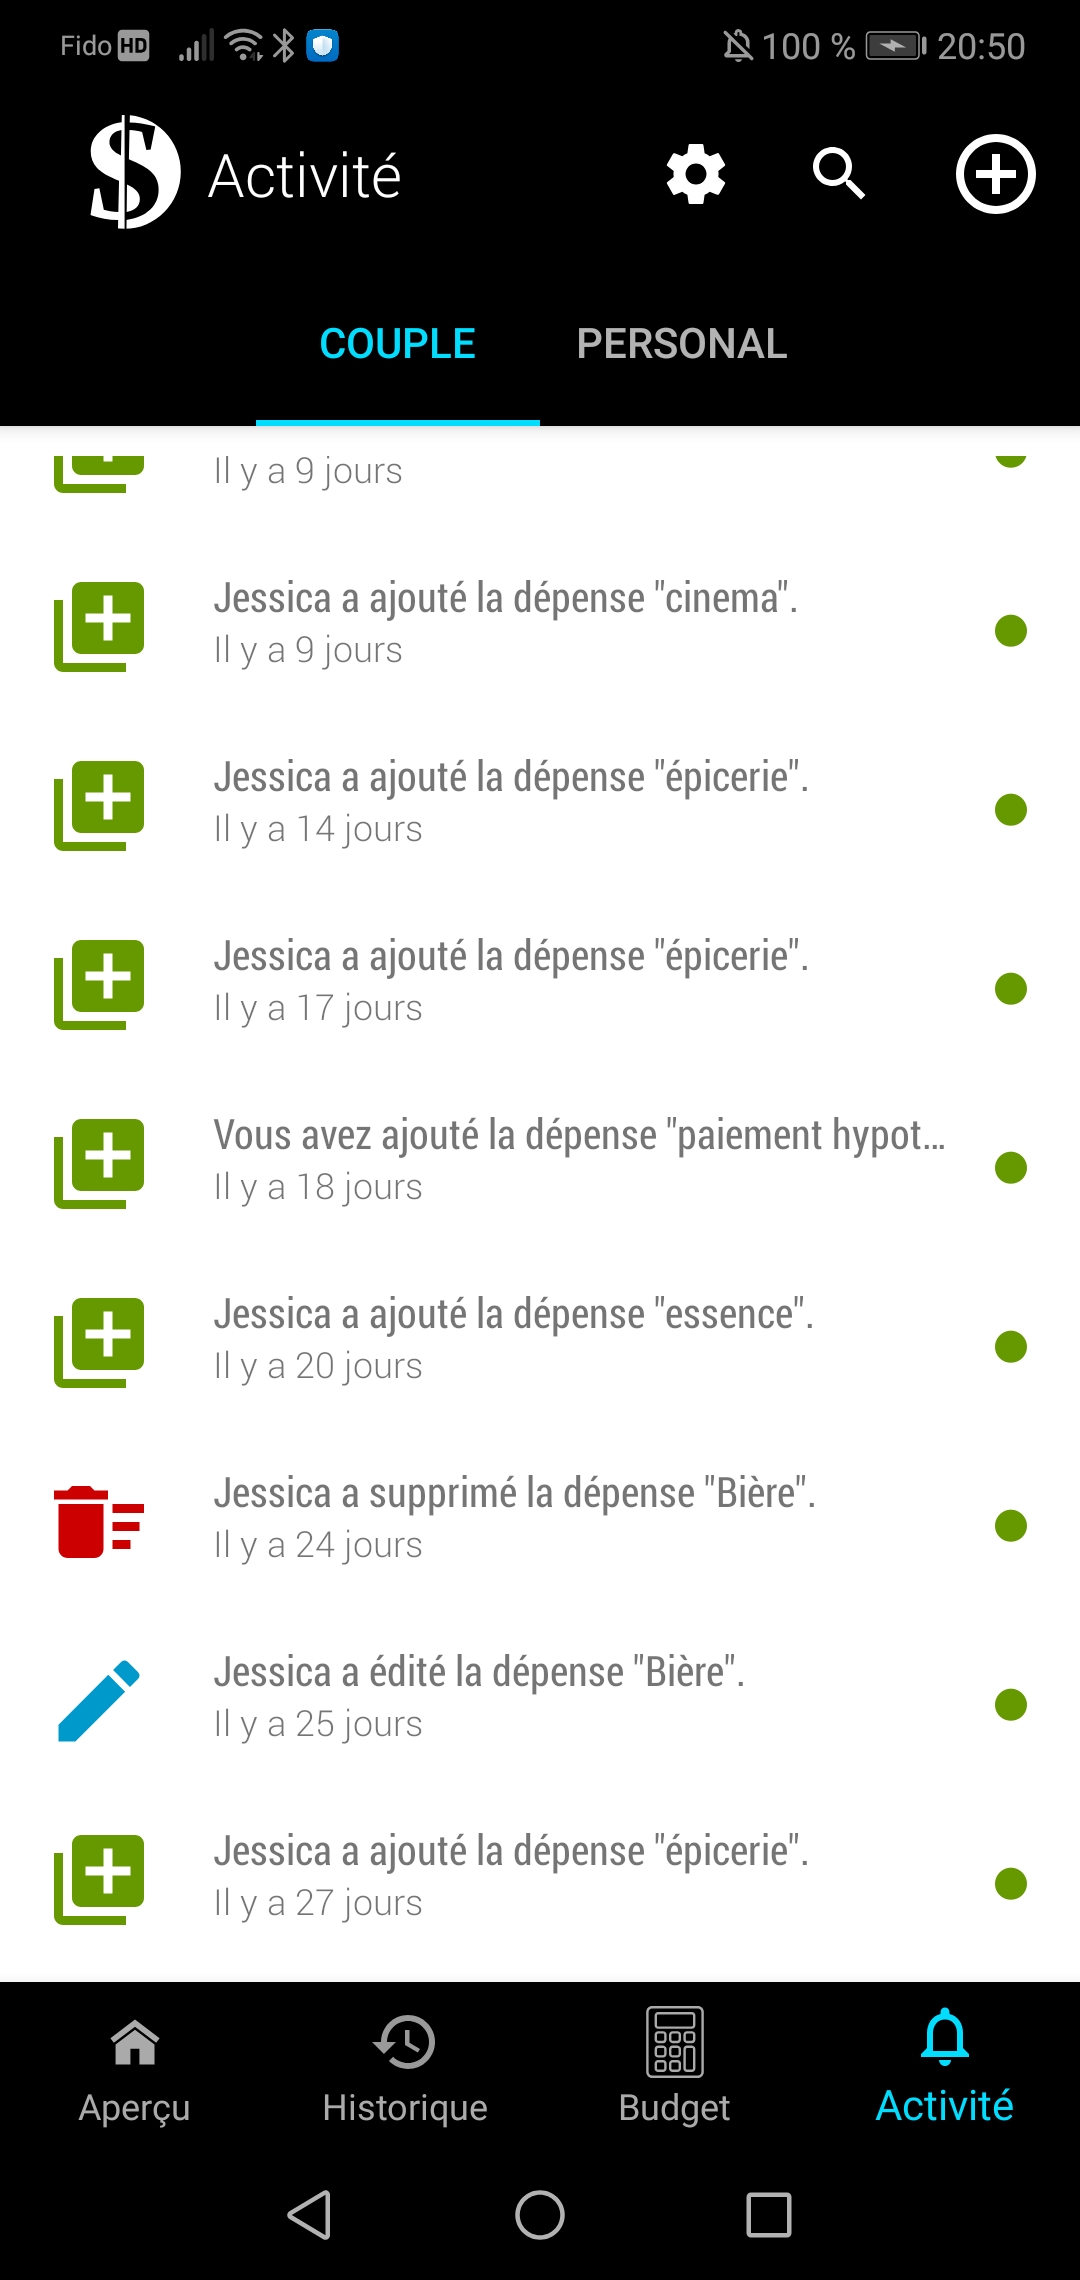 Fido HD 100 % 20:50
Activité
COUPLE PERSONAL
Il y a 9 jours
Jessica a ajouté la dépense "cinema".
Il y a 9 jours
Jessica a ajouté la dépense "épicerie".
Il y a 14 jours
Jessica a ajouté la dépense "épicerie".
Il y a 17 jours
Vous avez ajouté la dépense "paiement hypot...
Il y a 18 jours
Jessica a ajouté la dépense "essence".
Il y a 20 jours
Jessica a supprimé la dépense "Bière".
Il y a 24 jours
Jessica a édité la dépense "Bière".
Il y a 25 jours
Jessica a ajouté la dépense "épicerie".
Il y a 27 jours
Aperçu Historique Budget Activité